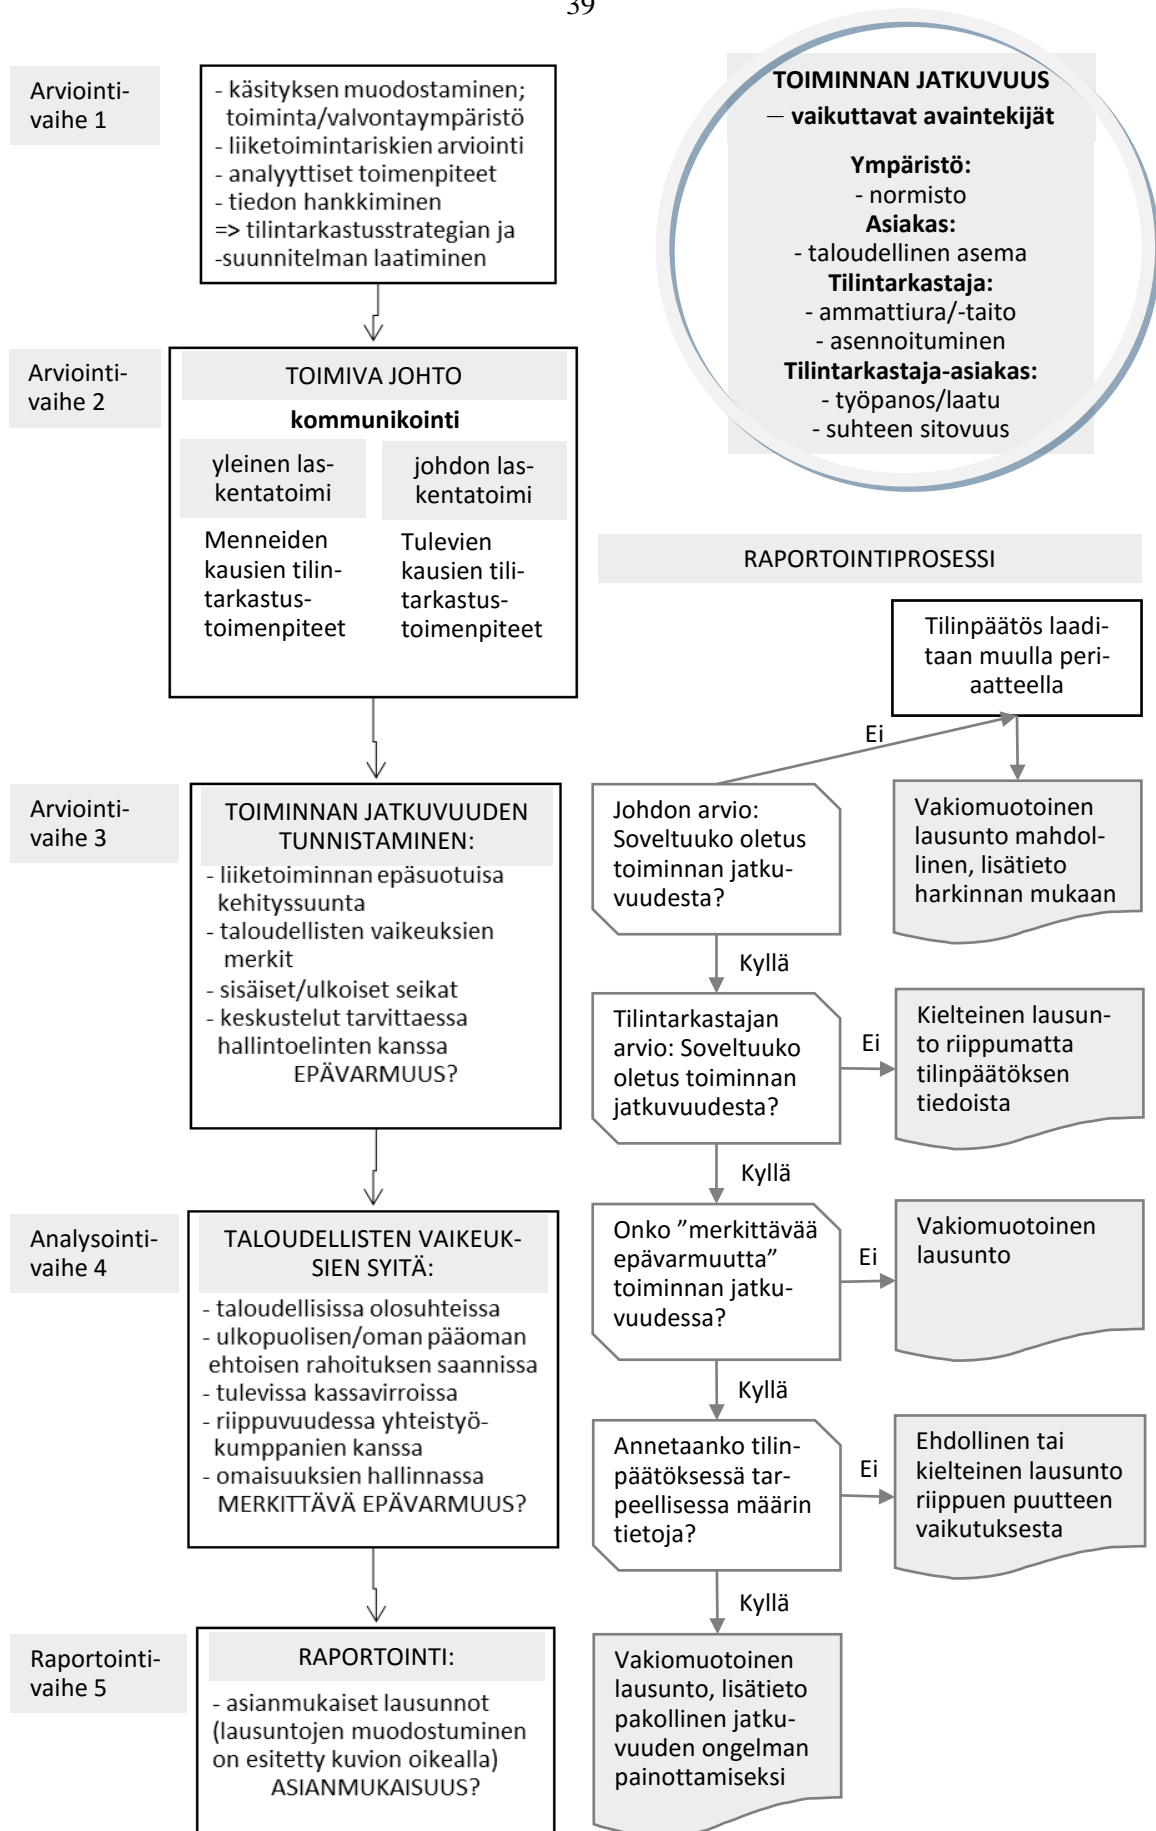 39
Arviointi-
vaihe 1
- käsityksen muodostaminen;
toiminta/valvontaympäristö
- liiketoimintariskien arviointi
- analyyttiset toimenpiteet
- tiedon hankkiminen
=> tilintarkastusstrategian ja
-suunnitelman laatiminen
TOIMINNAN JATKUVUUS
– vaikuttavat avaintekijät
Ympäristö:
- normisto
Asiakas:
- taloudellinen asema
Tilintarkastaja:
- ammattiura/-taito
- asennoituminen
Tilintarkastaja-asiakas:
- työpanos/laatu
- suhteen sitovuus
Arviointi-
vaihe 2
TOIMIVA JOHTO
kommunikointi
yleinen las-
kentatoimi
johdon las-
kentatoimi
Menneiden
kausien tilin-
tarkastus-
toimenpiteet
Tulevien
kausien tili-
tarkastus-
toimenpiteet
Arviointi-
vaihe 3
TOIMINNAN JATKUVUUDEN
TUNNISTAMINEN:
- liiketoiminnan epäsuotuisa
kehityssuunta
- taloudellisten vaikeuksien
merkit
- sisäiset/ulkoiset seikat
- keskustelut tarvittaessa
hallintoelinten kanssa
EPÄVARMUUS?
Analysointi-
vaihe 4
TALOUDELLISTEN VAIKEUK-
SIEN SYITÄ:
- taloudellisissa olosuhteissa
- ulkopuolisen/oman pääoman
ehtoisen rahoituksen saannissa
- tulevissa kassavirroissa
- riippuvuudessa yhteistyö-
kumppanien kanssa
- omaisuuksien hallinnassa
MERKITTÄVÄ EPÄVARMUUS?
Raportointi-
vaihe 5
RAPORTOINTI:
- asianmukaiset lausunnot
(lausuntojen muodostuminen
on esitetty kuvion oikealla)
ASIANMUKAISUUS?
RAPORTOINTIPROSESSI
Tilinpäätös laadi-
taan muulla peri-
aatteella
Ei
Johdon arvio:
Soveltuuko oletus
toiminnan jatku-
vuudesta?
Vakiomuotoinen
lausunto mahdol-
linen, lisätieto
harkinnan mukaan
Kyllä
Tilintarkastajan
arvio: Soveltuuko
oletus toiminnan
jatkuvuudesta?
Ei
Kielteinen lausun-
to riippumatta
tilinpäätöksen
tiedoista
Kyllä
Onko ”merkittävää
epävarmuutta”
toiminnan jatku-
vuudessa?
Ei
Vakiomuotoinen
lausunto
Kyllä
Annetaanko tilin-
päätöksessä tar-
peellisessa määrin
tietoja?
Ei
Ehdollinen tai
kielteinen lausunto
riippuen puutteen
vaikutuksesta
Kyllä
Vakiomuotoinen
lausunto, lisätieto
pakollinen jatku-
vuuden ongelman
painottamiseksi